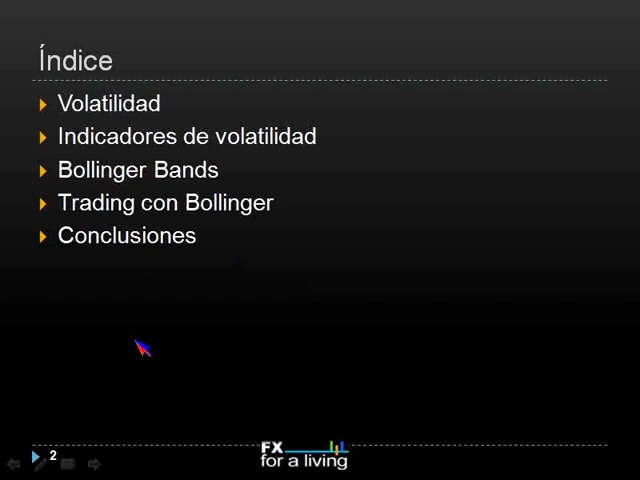 Índice
Volatilidad
Indicadores de volatilidad
Bollinger Bands
Trading con Bollinger
Conclusiones
2
FX
for a living